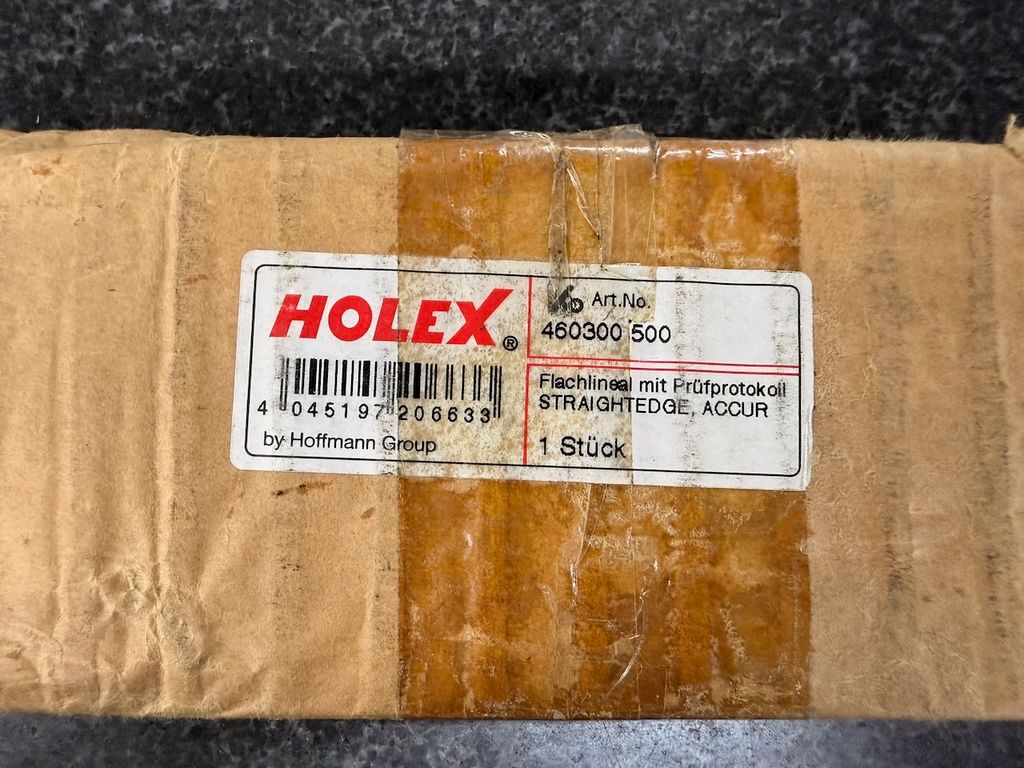 HOLEX®
4 045197 206633
by Hoffmann Group
Art.No.
460300 500
Flachlineal mit Prüfprotokoll
STRAIGHTEDGE, ACCUR
1 Stück